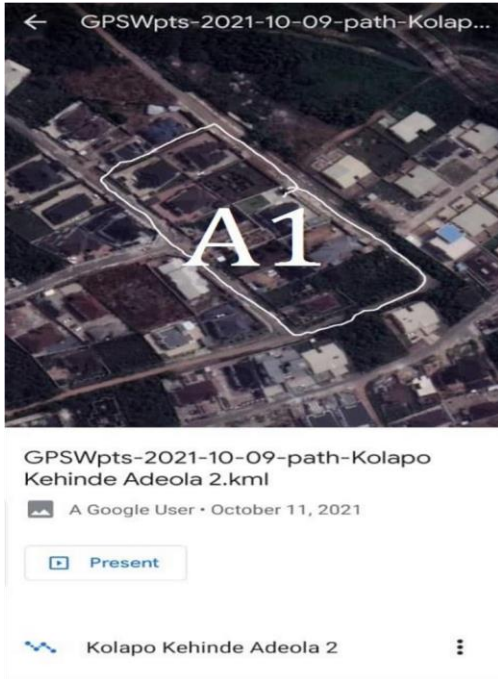 GPSWpts-2021-10-09-path-Kolap...
A1
GPSWpts-2021-10-09-path-Kolapo
Kehinde Adeola 2.kml
A Google User • October 11, 2021
Present
Kolapo Kehinde Adeola 2